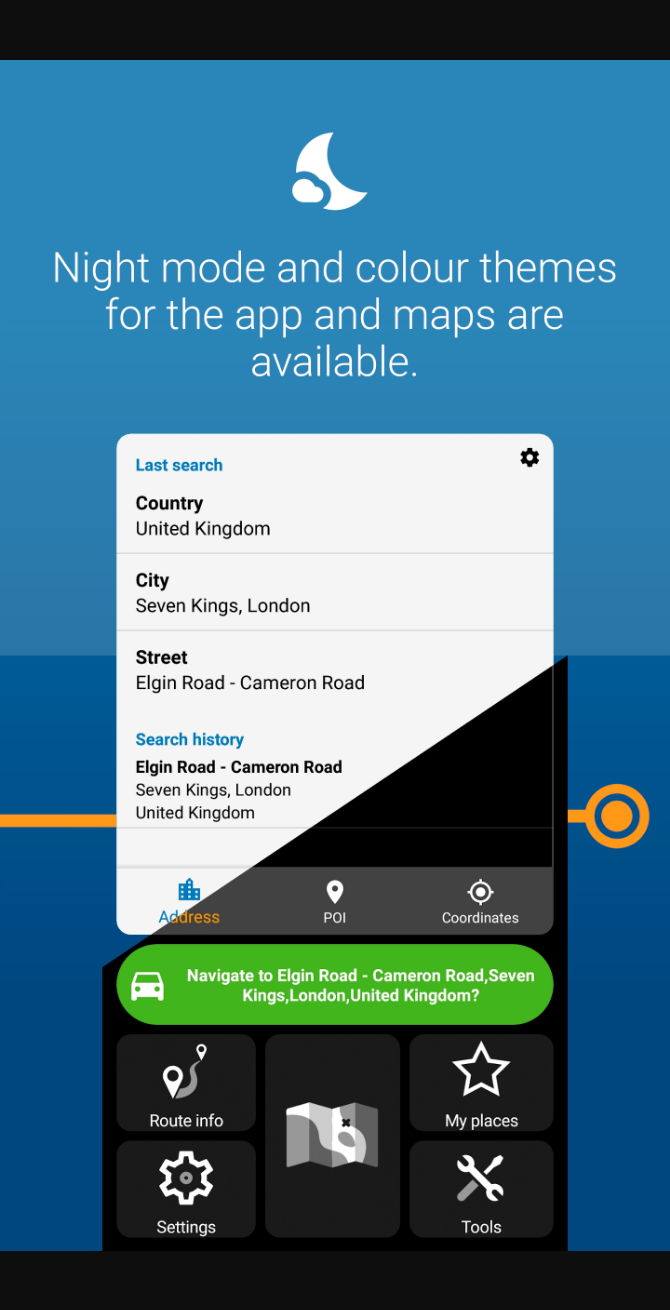 Night mode and colour themes
for the app and maps are
available.
Last search
Country
United Kingdom
City
Seven Kings, London
Street
Elgin Road - Cameron Road
Search history
Elgin Road - Cameron Road
Seven Kings, London
United Kingdom
Address
POI
Coordinates
Navigate to Elgin Road - Cameron Road,Seven
Kings,London,United Kingdom?
Route info
My places
Settings
Tools